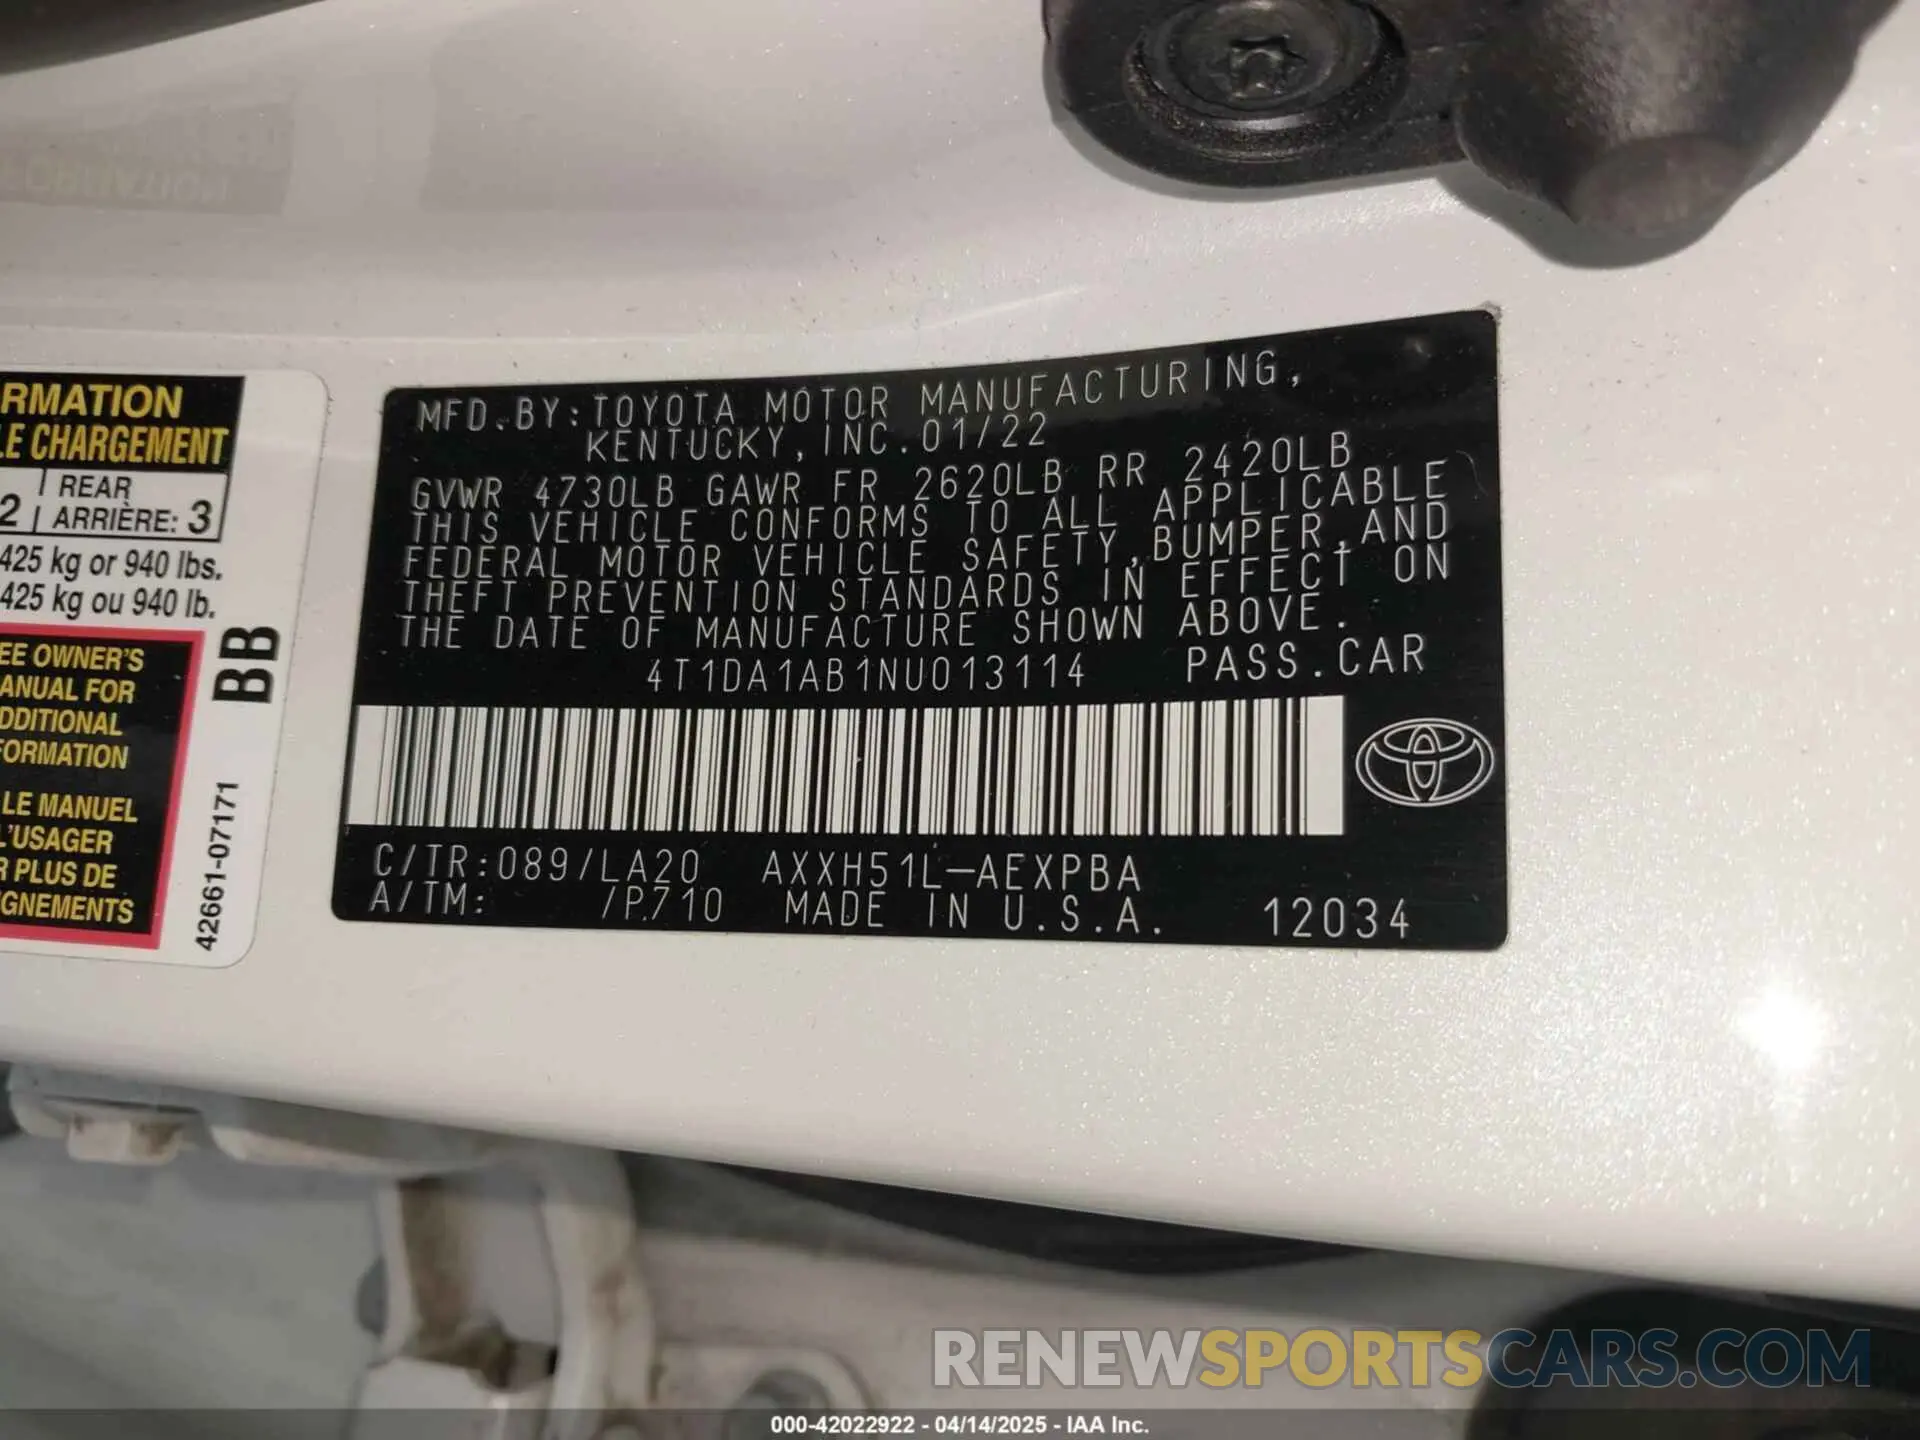 RMATION
LE CHARGEMENT
2 REAR
ARRIÈRE: 3
425 kg or 940 lbs.
425 kg ou 940 lb.
EE OWNER'S
ANUAL FOR
DDITIONAL
FORMATION
LE MANUEL
L'USAGER
R PLUS DE
GNEMENTS
BB
42661-07171
MFD.BY:TOYOTA MOTOR MANUFACTURING,
KENTUCKY,INC.01/22
GVWR 4730LB GAWR FR 2620LB RR 2420LB
THIS VEHICLE CONFORMS TO ALL APPLICABLE
FEDERAL MOTOR VEHICLE SAFETY,BUMPER,AND
THEFT PREVENTION STANDARDS IN EFFECT ON
THE DATE OF MANUFACTURE SHOWN ABOVE.
4T1DA1AB1NU013114 PASS.CAR
C/TR:089/LA20 AXXH51L-AEXPBA
A/TM: /P710 MADE IN U.S.A. 12034
RENEWSPORTSCARS.COM
000-42022922 - 04/14/2025 - IAA Inc.